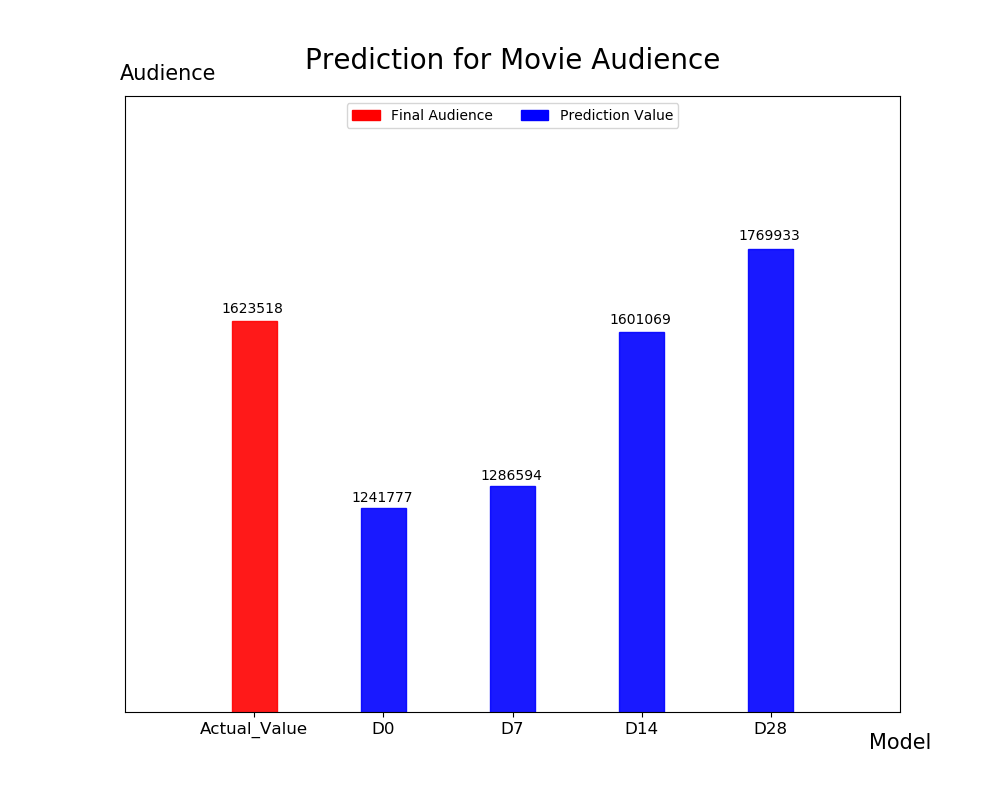 Prediction for Movie Audience
Audience
Final Audience
Prediction Value
1769933
1623518
1601069
1286594
1241777
Actual_Value
D0
D7
D14
D28
Model